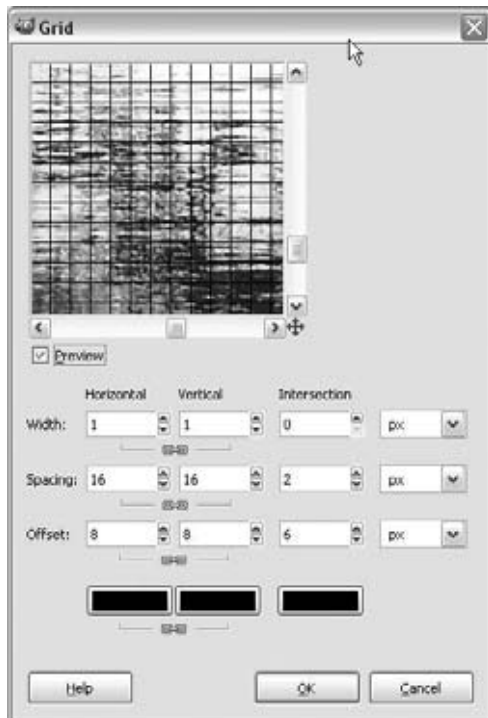 Grid
Preview
Horizontal Vertical Intersection
Width: 1 1 0 px
Spacing: 16 16 2 px
Offset: 8 8 6 px
Help OK Cancel